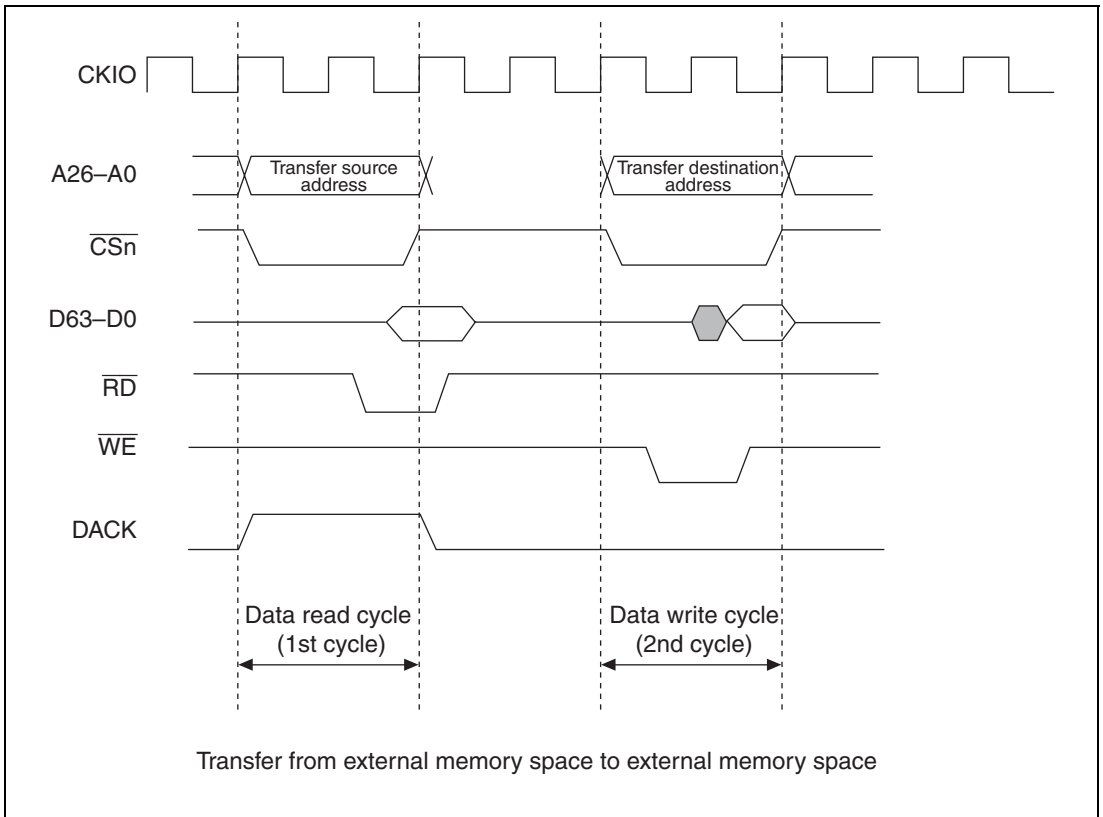 CKIO
A26–A0
Transfer source
address
Transfer destination
address
CSn
D63–D0
RD
WE
DACK
Data read cycle
(1st cycle)
Data write cycle
(2nd cycle)
Transfer from external memory space to external memory space